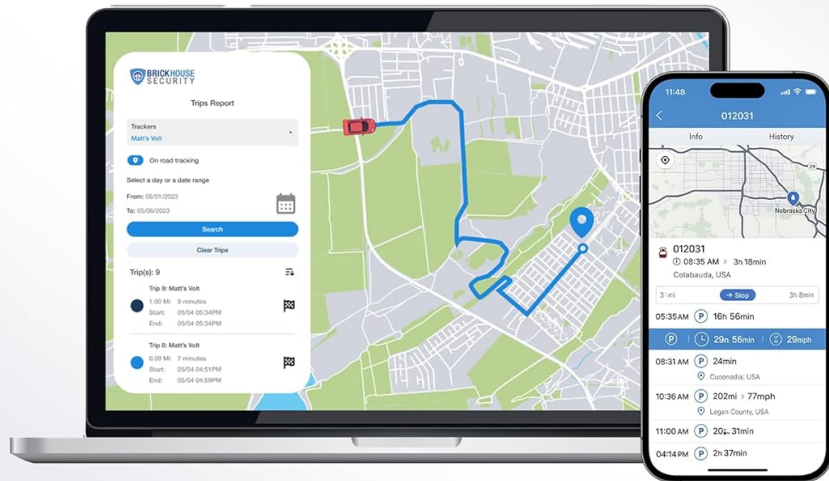 BRICKHOUSE
SECURITY
Trips Report
Trackers
Matt's Volt
On road tracking
Select a day or a date range
From: 05/01/2023
To: 05/06/2023
Search
Clear Trips
Trip(s): 9
Trip 9: Matt's Volt
1.00 Mi 9 minutes
Start: 05/04 05:34PM
End: 05/04 05:34PM
Trip 8: Matt's Volt
0.00 Mi 7 minutes
Start: 05/04 04:51PM
End: 05/04 04:59PM
11:48
012031
Info History
29
Nebraska City
012031
08:35 AM > 3h 18min
Colabauda, USA
31mi → Stop 3h 8min
05:35 AM P 16h 56min
P 29h 56min 29mph
08:31 AM P 24min
Cuconodia; USA
10:36 AM P 202mi > 77mph
Legan County, USA
11:00 AM P 31min
04:14 PM P 2h 37min